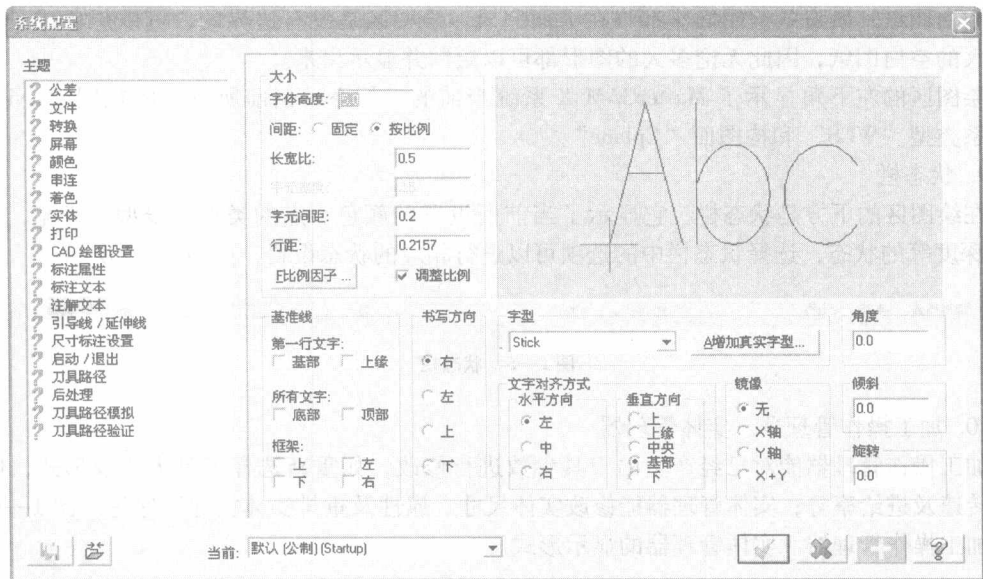 系统配置
主题
公差
文件
转换
屏幕
颜色
串连
着色
实体
打印
CAD 绘图设置
标注属性
标注文本
注解文本
引导线 / 延伸线
尺寸标注设置
启动 / 退出
刀具路径
后处理
刀具路径模拟
刀具路径验证
大小
字体高度:
间距: 固定 按比例
长宽比: 0.5
字元间距: 0.2
行距: 0.2157
F比例因子 ... 调整比例
Abc
基准线
第一行文字:
基部 上缘
所有文字:
底部 顶部
框架:
上 左
下 右
书写方向
右
左
上
字型
Stick
A增加真实字型...
文字对齐方式
水平方向
左
中
右
垂直方向
上
上缘
中央
基部
下
镜像
无
X轴
Y轴
X+Y
角度
0.0
倾斜
0.0
旋转
0.0
当前: 默认 (公制) (Startup)